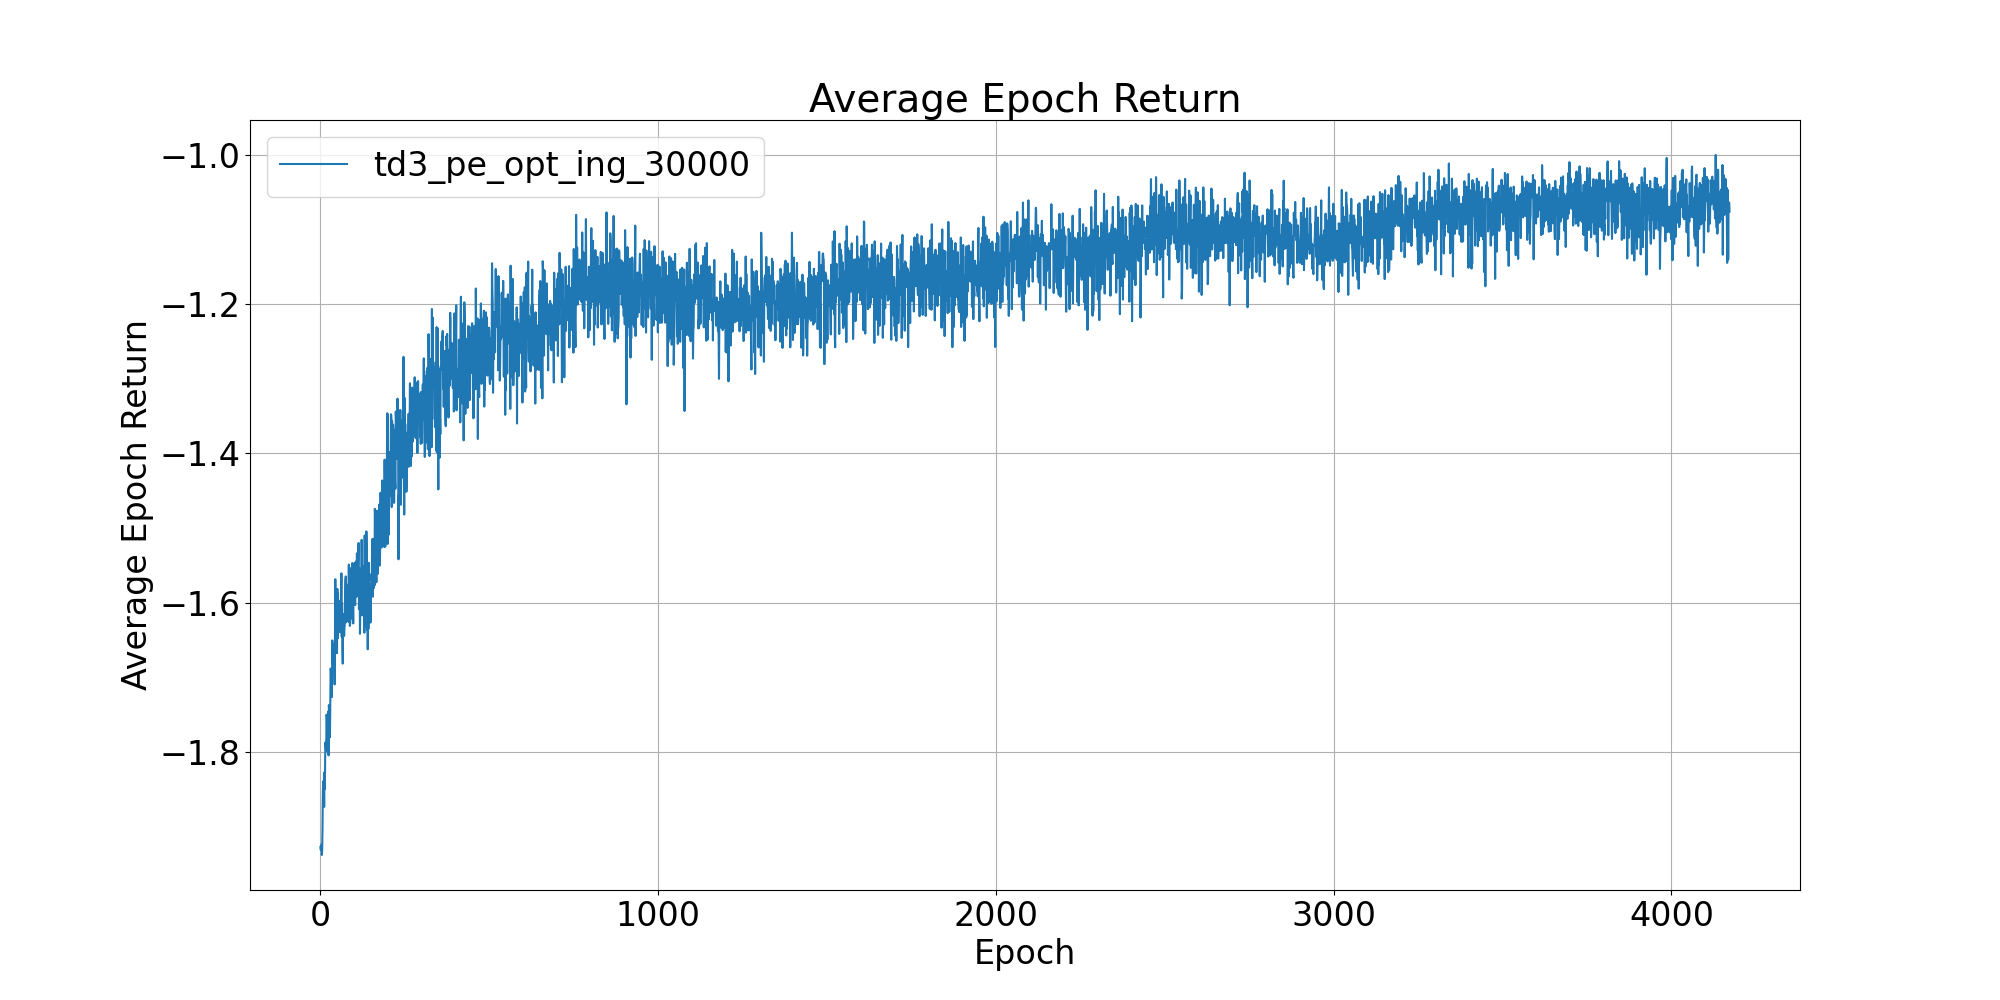 Average Epoch Return
td3_pe_opt_ing_30000
Average Epoch Return
−1.0
−1.2
−1.4
−1.6
−1.8
0 1000 2000 3000 4000
Epoch